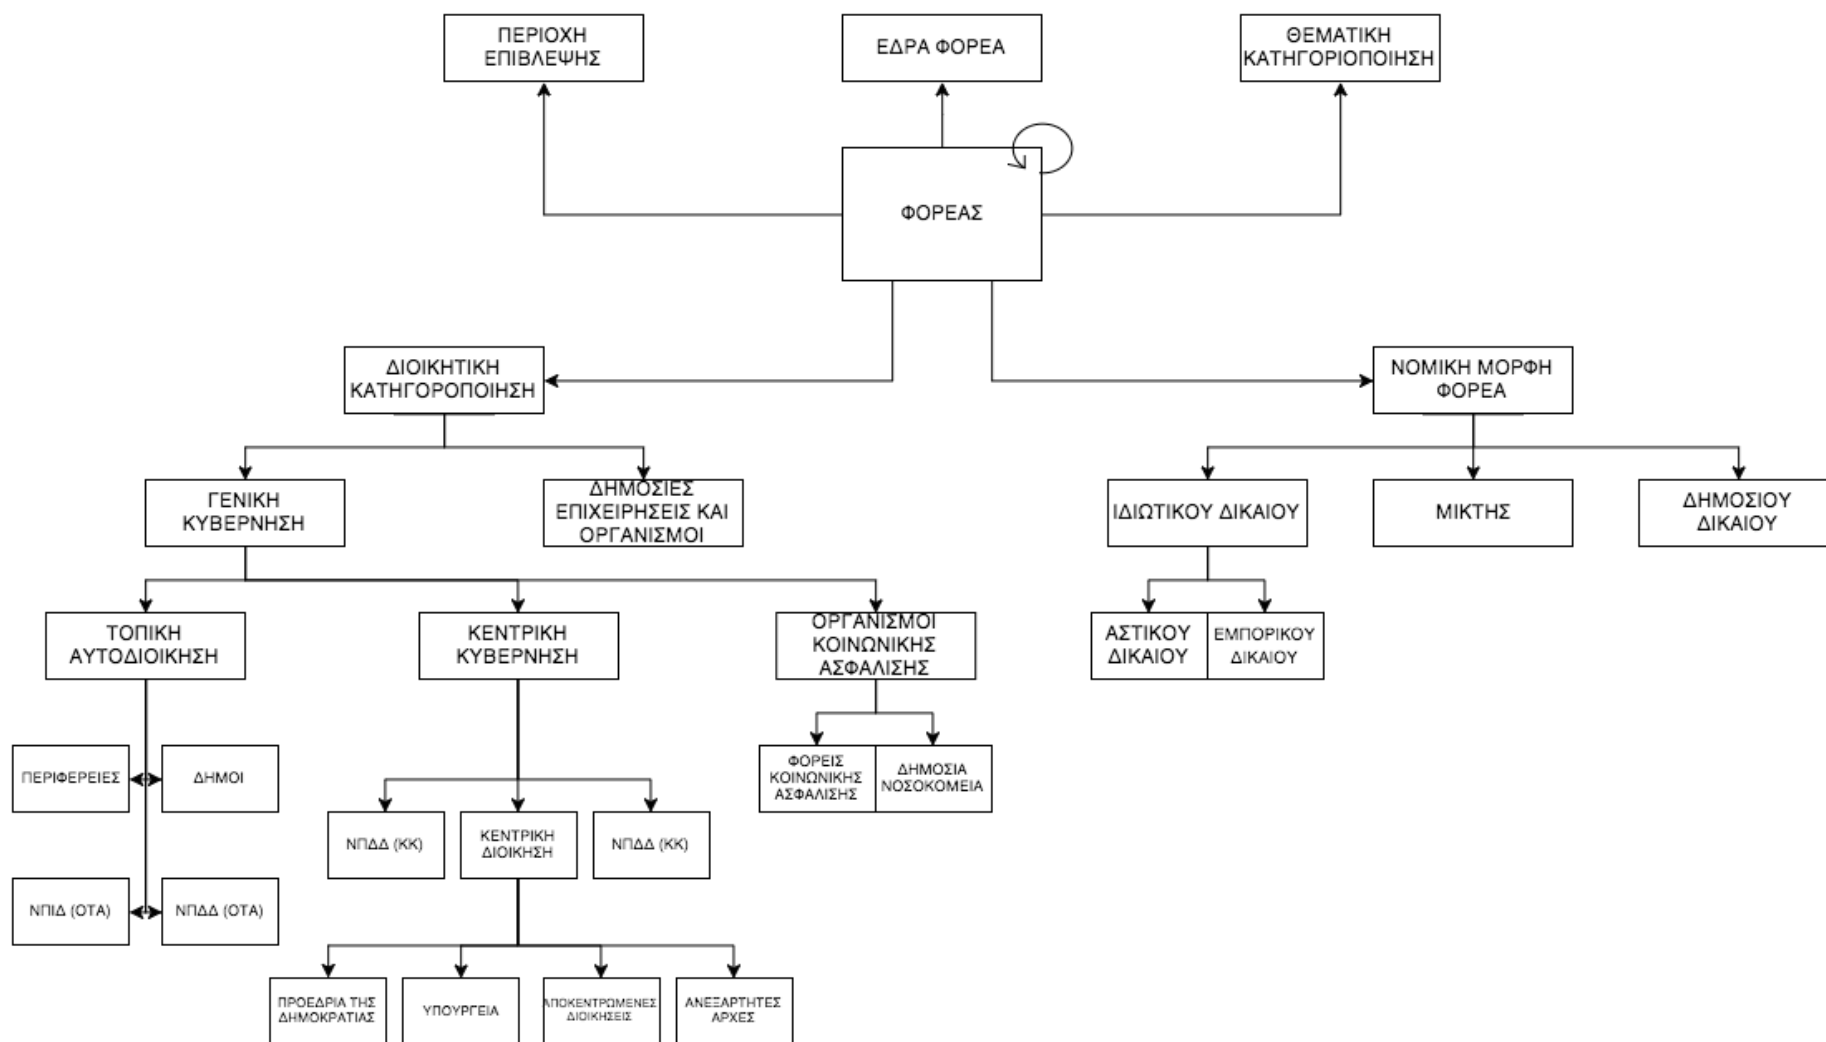 ΠΕΡΙΟΧΗ
ΕΠΙΒΛΕΨΗΣ
ΕΔΡΑ ΦΟΡΕΑ
ΘΕΜΑΤΙΚΗ
ΚΑΤΗΓΟΡΙΟΠΟΙΗΣΗ
ΦΟΡΕΑΣ
ΔΙΟΙΚΗΤΙΚΗ
ΚΑΤΗΓΟΡΟΠΟΙΗΣΗ
ΝΟΜΙΚΗ ΜΟΡΦΗ
ΦΟΡΕΑ
ΓΕΝΙΚΗ
ΚΥΒΕΡΝΗΣΗ
ΔΗΜΟΣΙΕΣ
ΕΠΙΧΕΙΡΗΣΕΙΣ ΚΑΙ
ΟΡΓΑΝΙΣΜΟΙ
ΙΔΙΩΤΙΚΟΥ ΔΙΚΑΙΟΥ
ΜΙΚΤΗΣ
ΔΗΜΟΣΙΟΥ
ΔΙΚΑΙΟΥ
ΤΟΠΙΚΗ
ΑΥΤΟΔΙΟΙΚΗΣΗ
ΚΕΝΤΡΙΚΗ
ΚΥΒΕΡΝΗΣΗ
ΟΡΓΑΝΙΣΜΟΙ
ΚΟΙΝΩΝΙΚΗΣ
ΑΣΦΑΛΙΣΗΣ
ΑΣΤΙΚΟΥ
ΔΙΚΑΙΟΥ
ΕΜΠΟΡΙΚΟΥ
ΔΙΚΑΙΟΥ
ΠΕΡΙΦΕΡΕΙΕΣ
ΔΗΜΟΙ
ΦΟΡΕΙΣ
ΚΟΙΝΩΝΙΚΗΣ
ΑΣΦΑΛΙΣΗΣ
ΔΗΜΟΣΙΑ
ΝΟΣΟΚΟΜΕΙΑ
ΝΠΔΔ (ΚΚ)
ΚΕΝΤΡΙΚΗ
ΔΙΟΙΚΗΣΗ
ΝΠΔΔ (ΚΚ)
ΝΠΙΔ (ΟΤΑ)
ΝΠΔΔ (ΟΤΑ)
ΠΡΟΕΔΡΙΑ ΤΗΣ
ΔΗΜΟΚΡΑΤΙΑΣ
ΥΠΟΥΡΓΕΙΑ
ΑΠΟΚΕΝΤΡΩΜΕΝΕΣ
ΔΙΟΙΚΗΣΕΙΣ
ΑΝΕΞΑΡΤΗΤΕΣ
ΑΡΧΕΣ